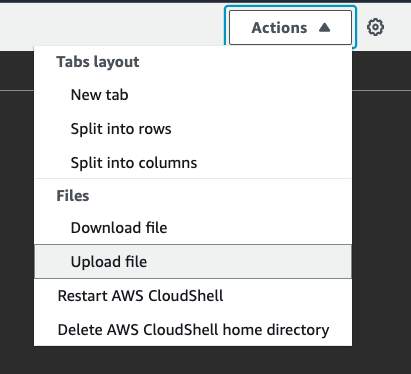 Actions
Tabs layout
New tab
Split into rows
Split into columns
Files
Download file
Upload file
Restart AWS CloudShell
Delete AWS CloudShell home directory